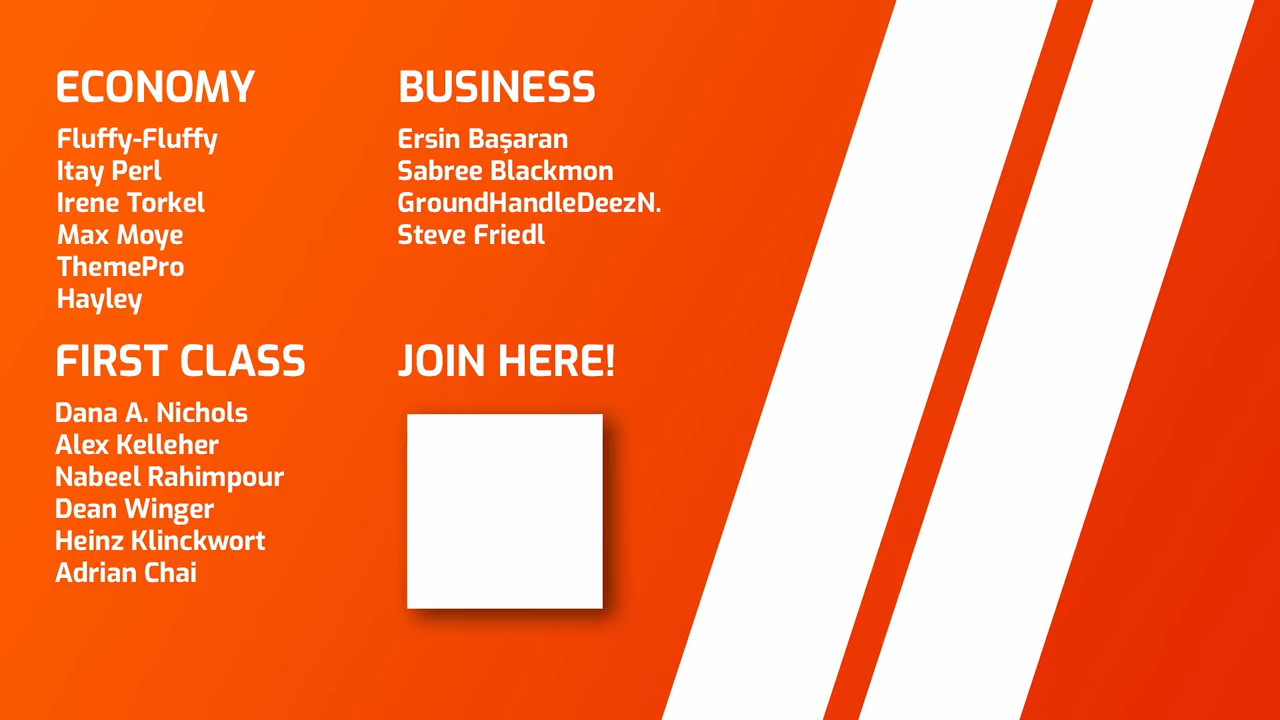 ECONOMY
Fluffy-Fluffy
Itay Perl
Irene Torkel
Max Moye
ThemePro
Hayley
BUSINESS
Ersin Başaran
Sabree Blackmon
GroundHandleDeezN.
Steve Friedl
FIRST CLASS
Dana A. Nichols
Alex Kelleher
Nabeel Rahimpour
Dean Winger
Heinz Klinckwort
Adrian Chai
JOIN HERE!